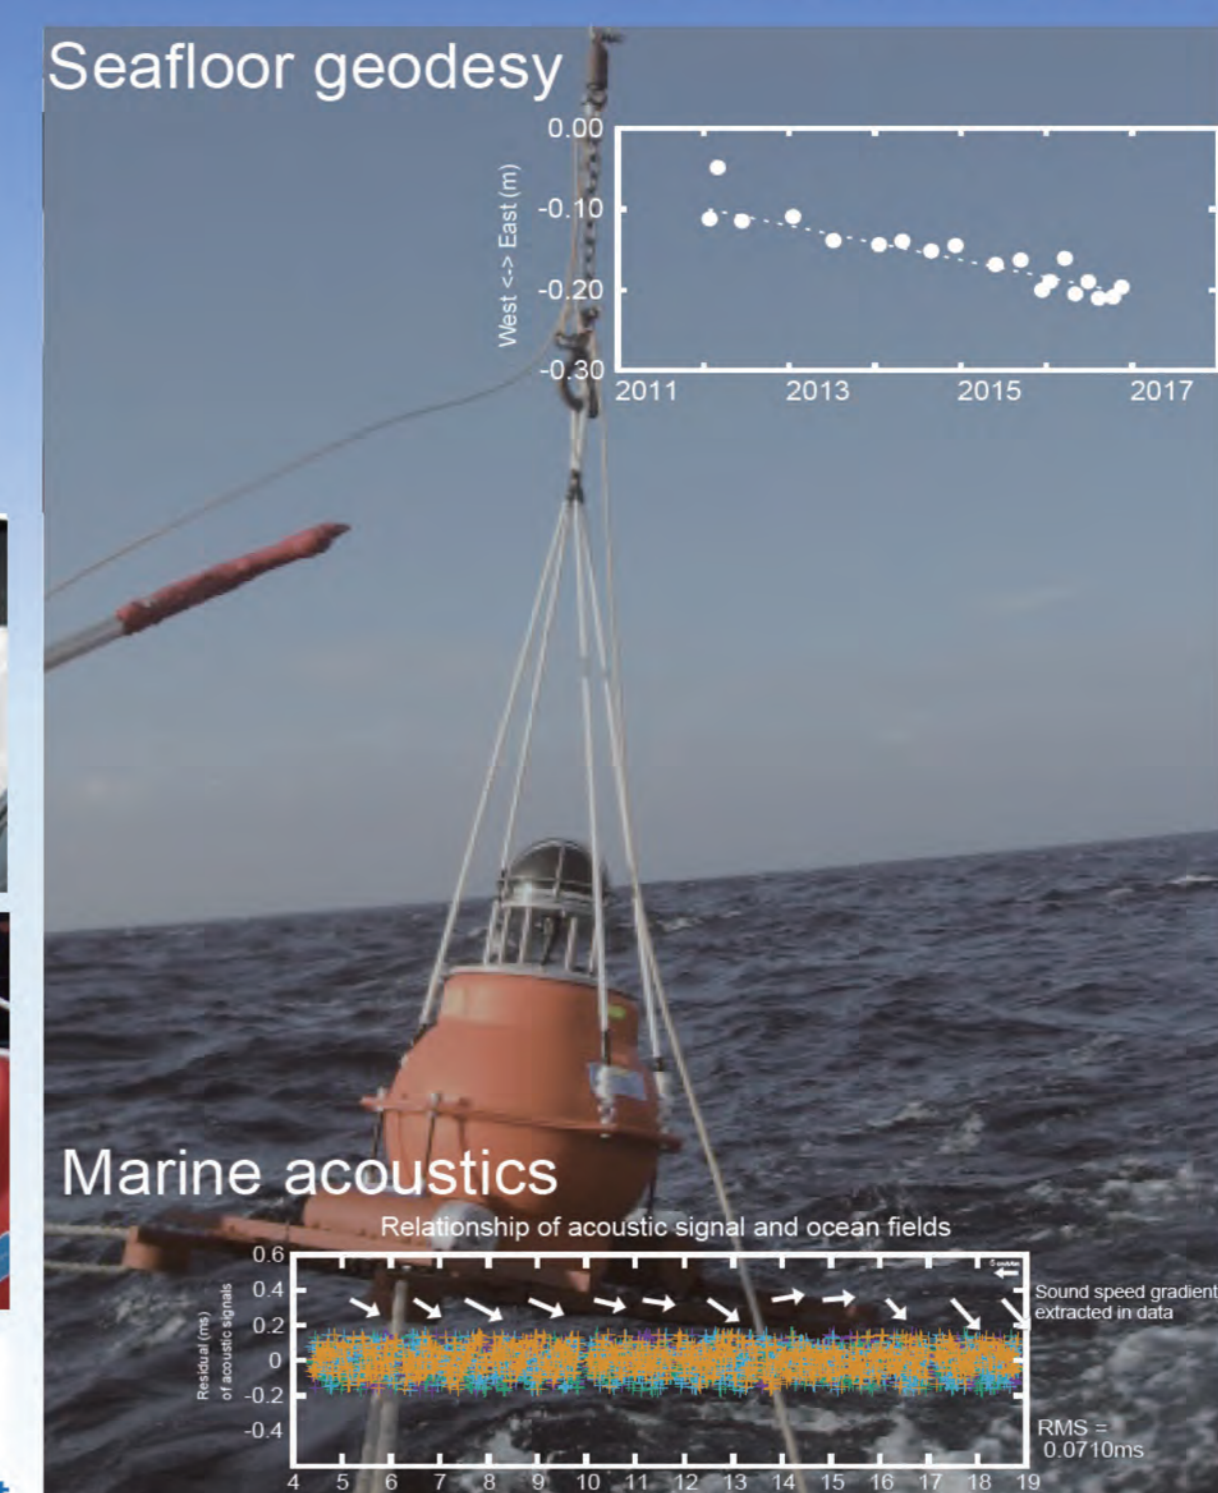 Seafloor geodesy
0.00
-0.10
-0.20
-0.30
West <-> East (m)
2011 2013 2015 2017
Marine acoustics
Relationship of acoustic signal and ocean fields
0.6
0.4
0.2
0
-0.2
-0.4
Residual (ms)
of acoustic signals
Sound speed gradient
extracted in data
RMS =
0.0710ms
4 5 6 7 8 9 10 11 12 13 14 15 16 17 18 19